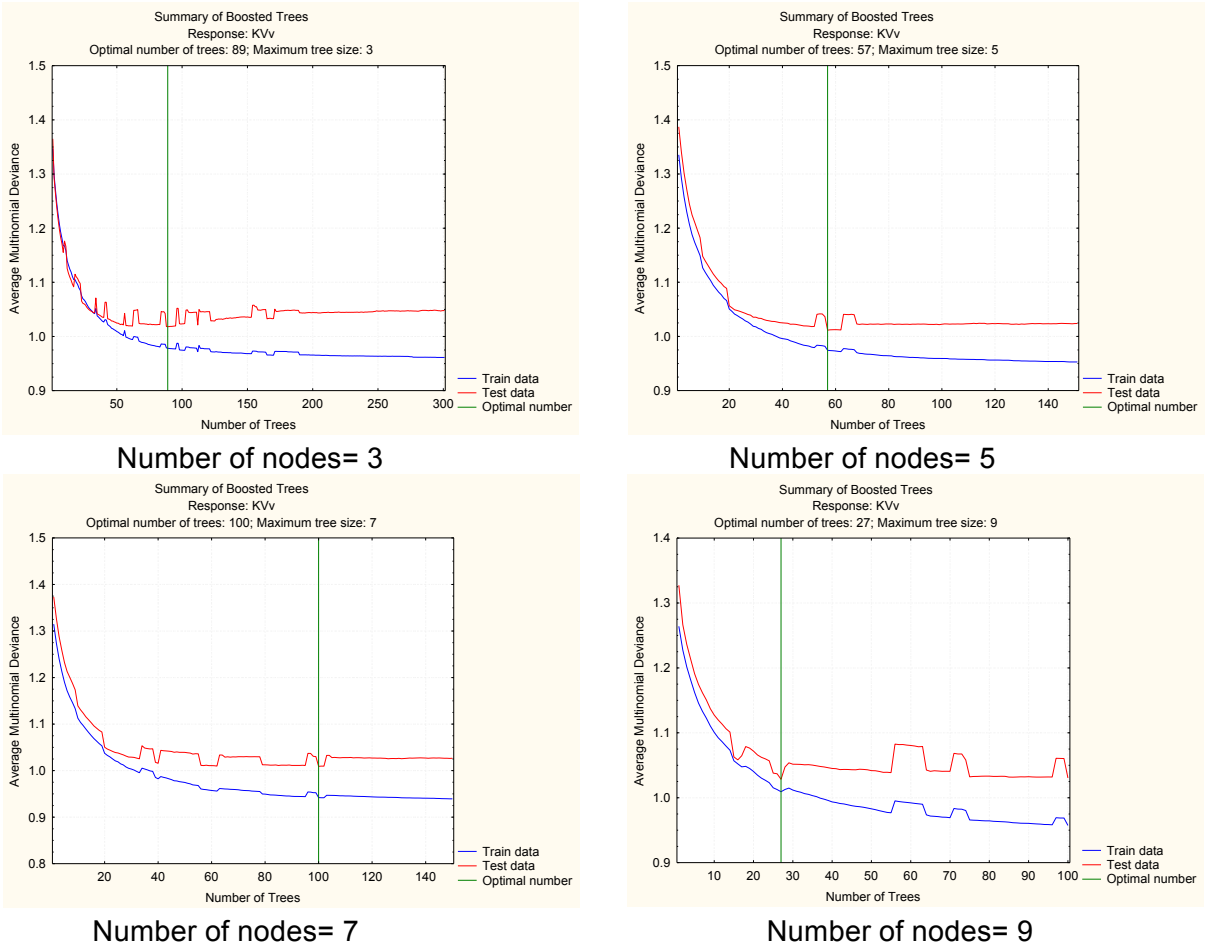 Summary of Boosted Trees
Response: KVv
Optimal number of trees: 89; Maximum tree size: 3
1.5
1.4
1.3
1.2
1.1
1.0
0.9
Average Multinomial Deviance
50 100 150 200 250 300
Number of Trees
Train data
Test data
Optimal number
Number of nodes= 3
Summary of Boosted Trees
Response: KVv
Optimal number of trees: 57; Maximum tree size: 5
1.5
1.4
1.3
1.2
1.1
1.0
0.9
Average Multinomial Deviance
20 40 60 80 100 120 140
Number of Trees
Train data
Test data
Optimal number
Number of nodes= 5
Summary of Boosted Trees
Response: KVv
Optimal number of trees: 100; Maximum tree size: 7
1.5
1.4
1.3
1.2
1.1
1.0
0.9
0.8
Average Multinomial Deviance
20 40 60 80 100 120 140
Number of Trees
Train data
Test data
Optimal number
Number of nodes= 7
Summary of Boosted Trees
Response: KVv
Optimal number of trees: 27; Maximum tree size: 9
1.4
1.3
1.2
1.1
1.0
0.9
Average Multinomial Deviance
10 20 30 40 50 60 70 80 90 100
Number of Trees
Train data
Test data
Optimal number
Number of nodes= 9